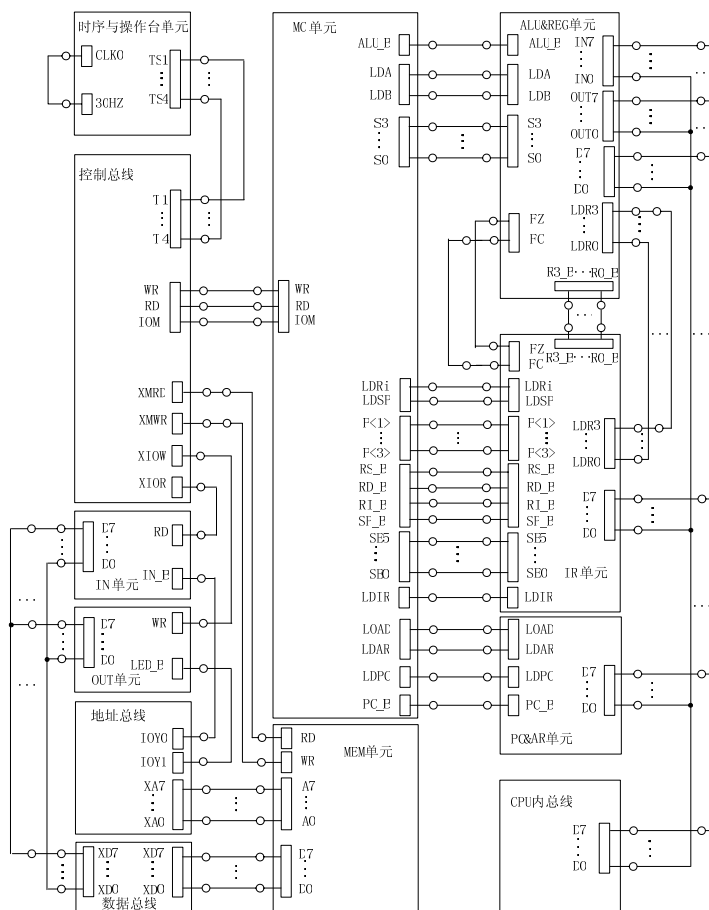 时序与操作台单元
CLK0
30HZ
TS1
TS4
控制总线
T1
T4
WR
RD
IOM
XMRD
XMWR
XIOW
XIOR
D7
D0
RD
IN_B
IN单元
D7
D0
WR
LED_B
OUT单元
地址总线
IOY0
IOY1
XA7
XA0
XD7
XD0
XD7
XD0
数据总线
MC单元
ALU_B
LDA
LDB
S3
S0
WR
RD
IOM
LDRi
LDSP
P<1>
P<3>
RS_B
RD_B
RI_B
SP_B
SE5
SE0
LDIR
LOAD
LDAR
LDPC
PC_B
MEM单元
RD
WR
A7
A0
D7
D0
ALU&REG单元
ALU_B
LDA
LDB
S3
S0
IN7
IN0
OUT7
OUT0
D7
D0
LDR3
LDR0
FZ
FC
R3_B···R0_B
FZ
FC
R3_B···R0_B
LDRi
LDSP
P<1>
P<3>
RS_B
RD_B
RI_B
SP_B
SE5
SE0
LDIR
LDR3
LDR0
D7
D0
IR单元
LOAD
LDAR
LDPC
PC_B
D7
D0
PC&AR单元
CPU内总线
D7
D0